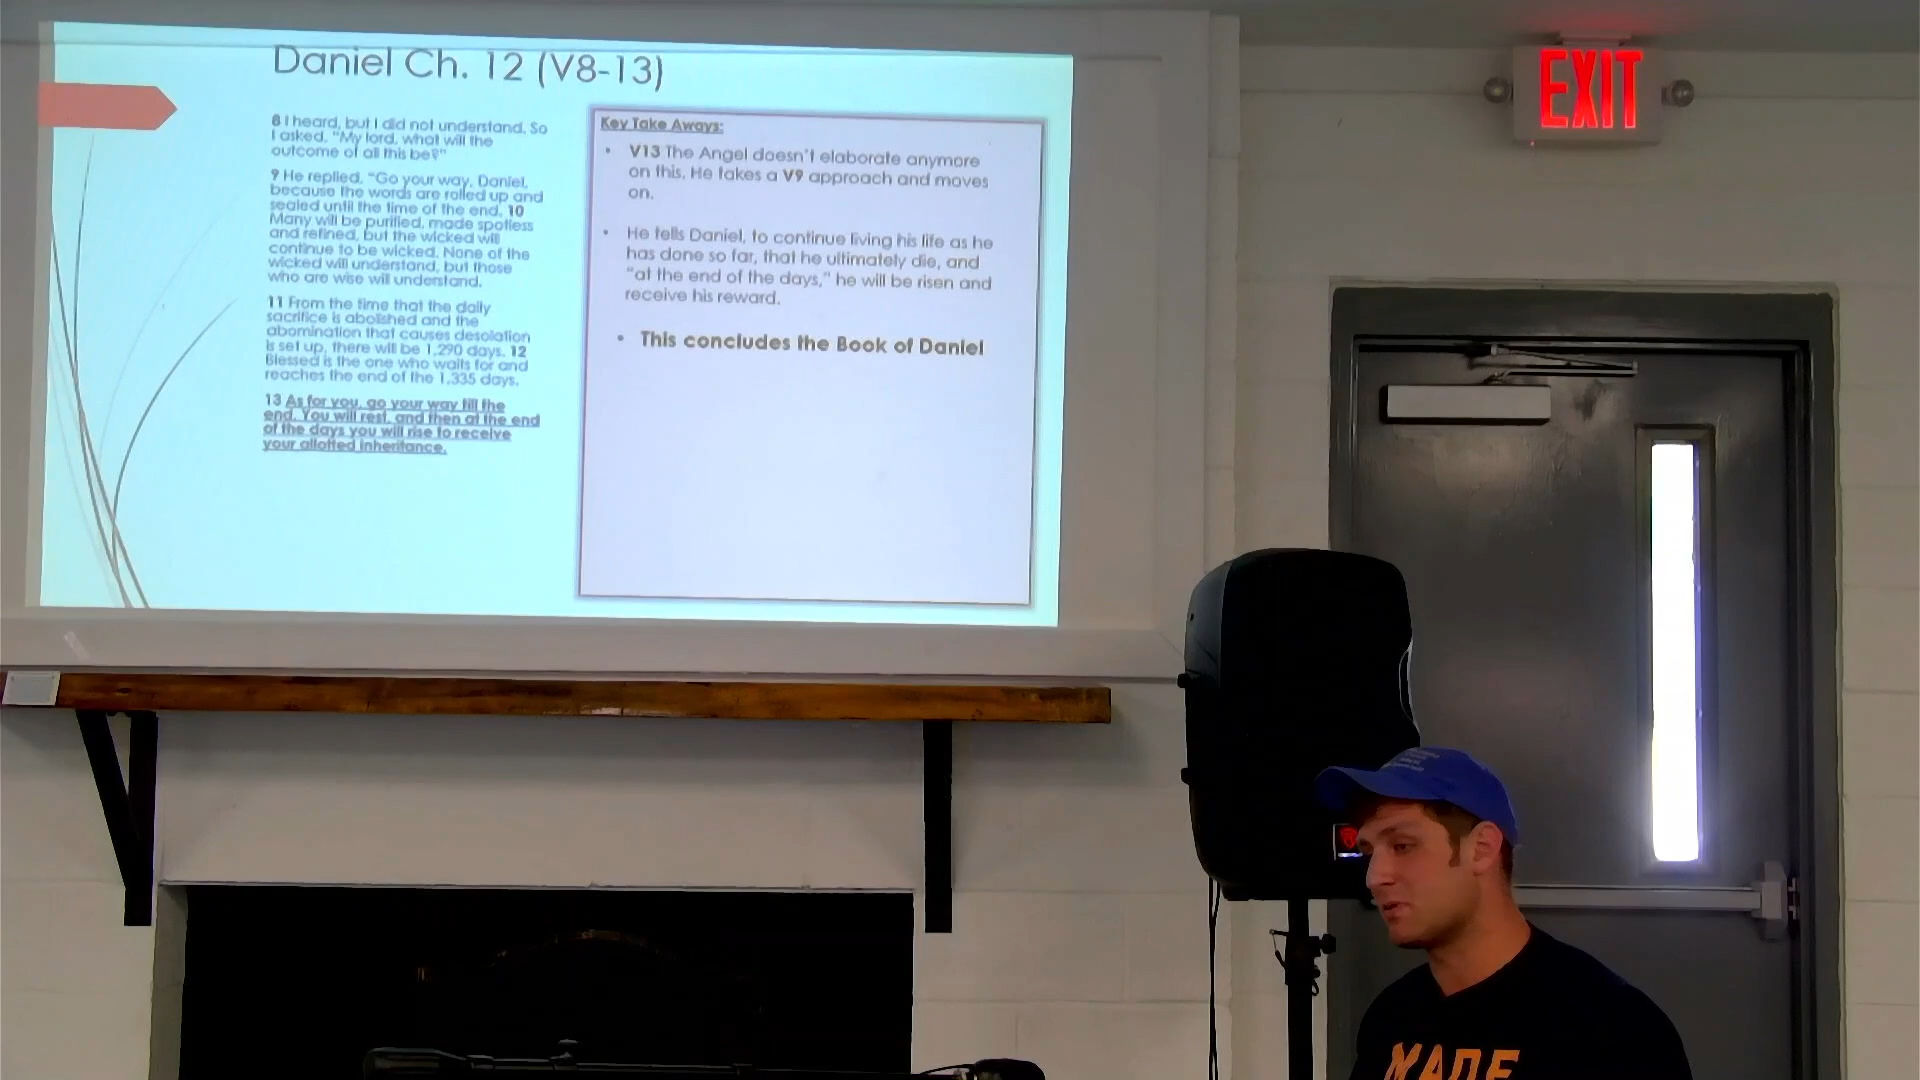 Daniel Ch. 12 (V8-13)
8 I heard, but I did not understand. So
I asked, "My lord, what will the
outcome of all this be?"
9 He replied, "Go your way, Daniel,
because the words are rolled up and
sealed until the time of the end. 10
Many will be purified, made spotless
and refined, but the wicked will
continue to be wicked. None of the
wicked will understand, but those
who are wise will understand.
11 From the time that the daily
sacrifice is abolished and the
abomination that causes desolation
is set up, there will be 1,290 days. 12
Blessed is the one who waits for and
reaches the end of the 1,335 days.
13 As for you, go your way till the
end. You will rest, and then at the end
of the days you will rise to receive
your allotted inheritance.
Key Take Aways:
• V13 The Angel doesn't elaborate anymore
on this. He takes a V9 approach and moves
on.
• He tells Daniel, to continue living his life as he
has done so far, that he ultimately die, and
"at the end of the days," he will be risen and
receive his reward.
• This concludes the Book of Daniel
EXIT
MADE